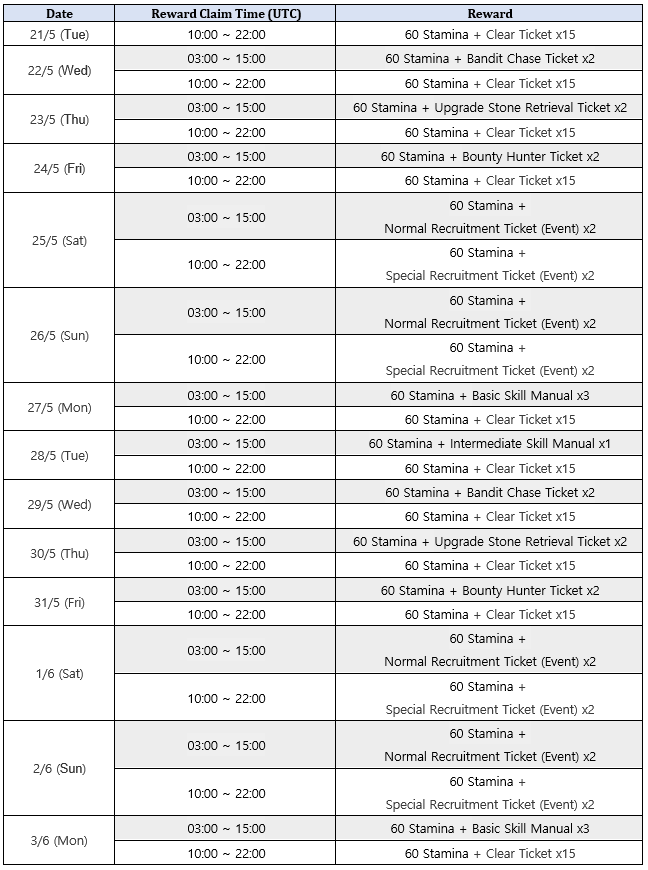 Date Reward Claim Time (UTC) Reward
21/5 (Tue) 10:00 ~ 22:00 60 Stamina + Clear Ticket x15
22/5 (Wed) 03:00 ~ 15:00 60 Stamina + Bandit Chase Ticket x2
10:00 ~ 22:00 60 Stamina + Clear Ticket x15
23/5 (Thu) 03:00 ~ 15:00 60 Stamina + Upgrade Stone Retrieval Ticket x2
10:00 ~ 22:00 60 Stamina + Clear Ticket x15
24/5 (Fri) 03:00 ~ 15:00 60 Stamina + Bounty Hunter Ticket x2
10:00 ~ 22:00 60 Stamina + Clear Ticket x15
25/5 (Sat) 03:00 ~ 15:00 60 Stamina +
Normal Recruitment Ticket (Event) x2
10:00 ~ 22:00 60 Stamina +
Special Recruitment Ticket (Event) x2
26/5 (Sun) 03:00 ~ 15:00 60 Stamina +
Normal Recruitment Ticket (Event) x2
10:00 ~ 22:00 60 Stamina +
Special Recruitment Ticket (Event) x2
27/5 (Mon) 03:00 ~ 15:00 60 Stamina + Basic Skill Manual x3
10:00 ~ 22:00 60 Stamina + Clear Ticket x15
28/5 (Tue) 03:00 ~ 15:00 60 Stamina + Intermediate Skill Manual x1
10:00 ~ 22:00 60 Stamina + Clear Ticket x15
29/5 (Wed) 03:00 ~ 15:00 60 Stamina + Bandit Chase Ticket x2
10:00 ~ 22:00 60 Stamina + Clear Ticket x15
30/5 (Thu) 03:00 ~ 15:00 60 Stamina + Upgrade Stone Retrieval Ticket x2
10:00 ~ 22:00 60 Stamina + Clear Ticket x15
31/5 (Fri) 03:00 ~ 15:00 60 Stamina + Bounty Hunter Ticket x2
10:00 ~ 22:00 60 Stamina + Clear Ticket x15
1/6 (Sat) 03:00 ~ 15:00 60 Stamina +
Normal Recruitment Ticket (Event) x2
10:00 ~ 22:00 60 Stamina +
Special Recruitment Ticket (Event) x2
2/6 (Sun) 03:00 ~ 15:00 60 Stamina +
Normal Recruitment Ticket (Event) x2
10:00 ~ 22:00 60 Stamina +
Special Recruitment Ticket (Event) x2
3/6 (Mon) 03:00 ~ 15:00 60 Stamina + Basic Skill Manual x3
10:00 ~ 22:00 60 Stamina + Clear Ticket x15